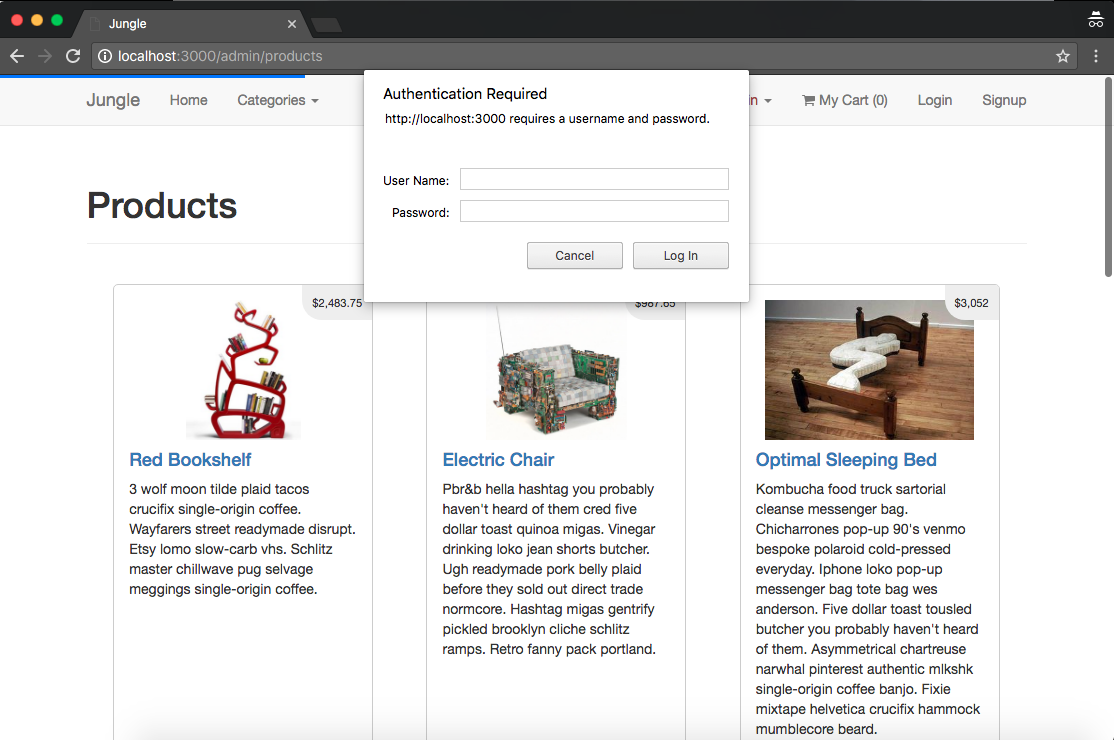 Jungle
localhost:3000/admin/products
Authentication Required
http://localhost:3000 requires a username and password.
User Name:
Password:
Cancel
Log In
Jungle
Home
Categories
My Cart (0)
Login
Signup
Products
$2,483.75
$987.65
$3,052
Red Bookshelf
3 wolf moon tilde plaid tacos
crucifix single-origin coffee.
Wayfarers street readymade disrupt.
Etsy lomo slow-carb vhs. Schlitz
master chillwave pug selvage
meggings single-origin coffee.
Electric Chair
Pbr&b hella hashtag you probably
haven't heard of them cred five
dollar toast quinoa migas. Vinegar
drinking loko jean shorts butcher.
Ugh readymade pork belly plaid
before they sold out direct trade
normcore. Hashtag migas gentrify
pickled brooklyn cliche schlitz
ramps. Retro fanny pack portland.
Optimal Sleeping Bed
Kombucha food truck sartorial
cleanse messenger bag.
Chicharrones pop-up 90's venmo
bespoke polaroid cold-pressed
everyday. Iphone loko pop-up
messenger bag tote bag wes
anderson. Five dollar toast tousled
butcher you probably haven't heard
of them. Asymmetrical chartreuse
narwhal pinterest authentic mlkshk
single-origin coffee banjo. Fixie
mixtape helvetica crucifix hammock
mumblecore beard.